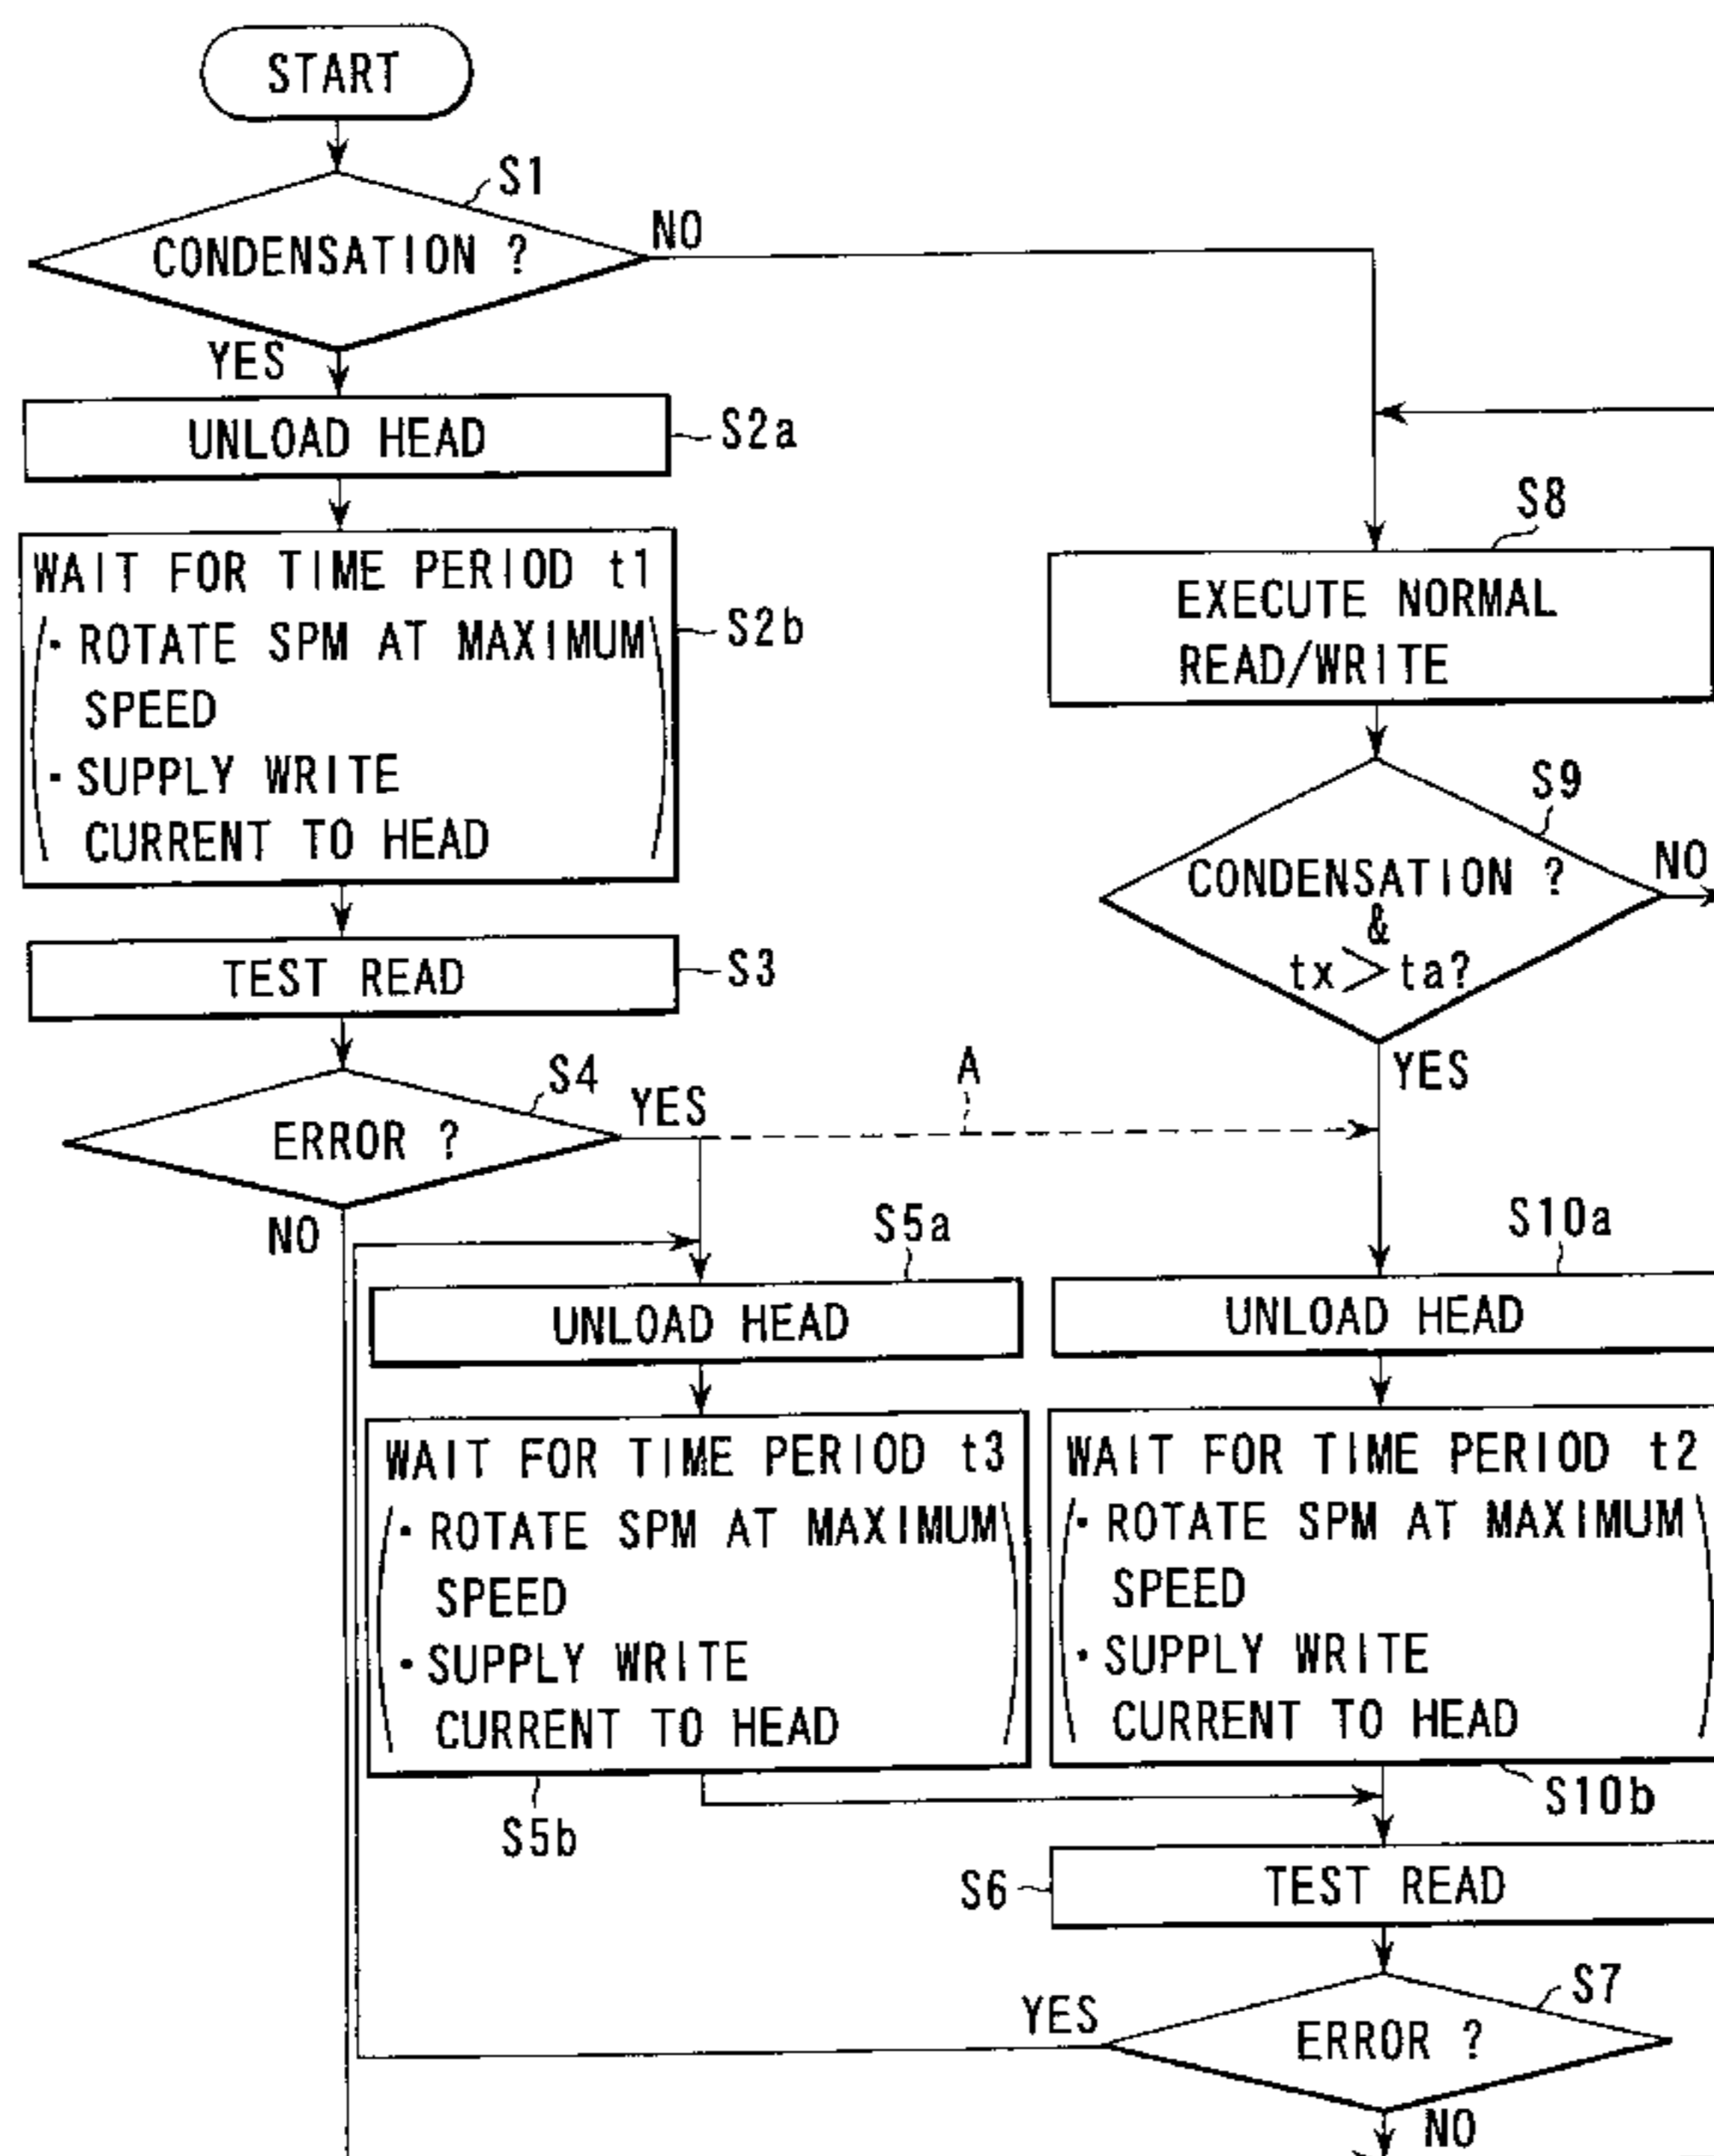 START
S1
CONDENSATION ?
NO
YES
UNLOAD HEAD
S2a
WAIT FOR TIME PERIOD t1
· ROTATE SPM AT MAXIMUM
SPEED
· SUPPLY WRITE
CURRENT TO HEAD
S2b
TEST READ
S3
S4
ERROR ?
YES
NO
A
S8
EXECUTE NORMAL
READ/WRITE
S9
CONDENSATION ?
&
tx>ta?
NO
YES
S5a
UNLOAD HEAD
WAIT FOR TIME PERIOD t3
· ROTATE SPM AT MAXIMUM
SPEED
· SUPPLY WRITE
CURRENT TO HEAD
S5b
S10a
UNLOAD HEAD
WAIT FOR TIME PERIOD t2
· ROTATE SPM AT MAXIMUM
SPEED
· SUPPLY WRITE
CURRENT TO HEAD
S10b
S6
TEST READ
S7
ERROR ?
YES
NO